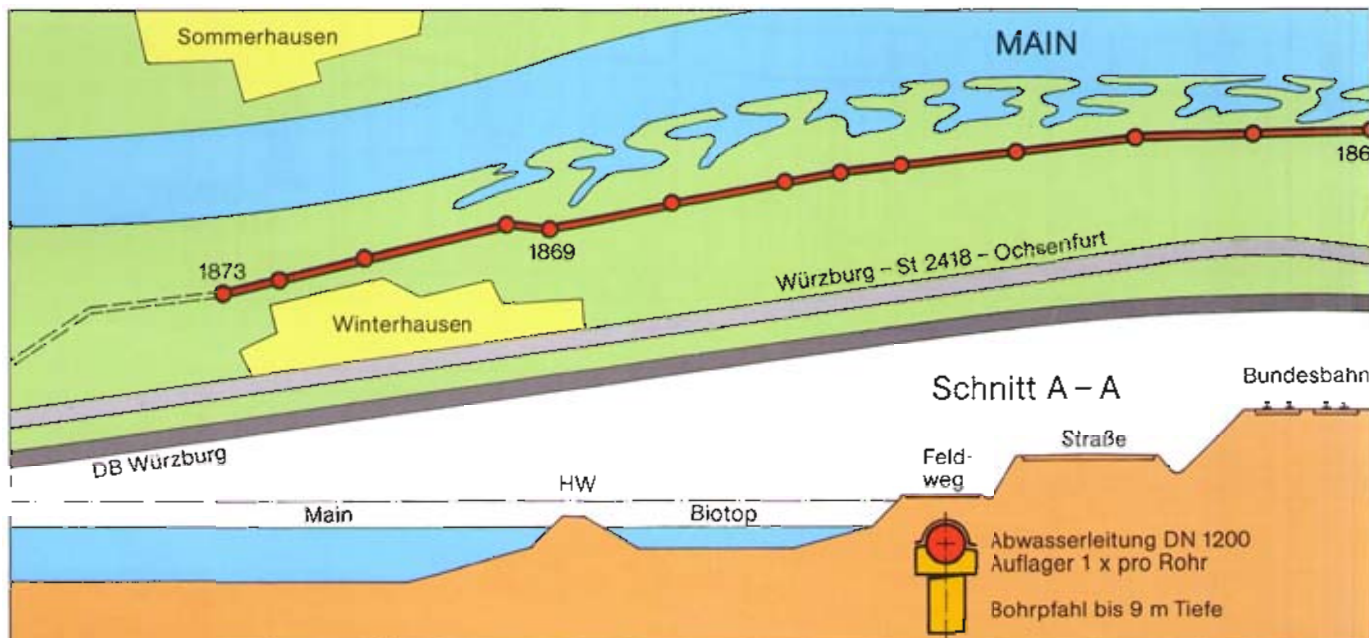 Sommerhausen
MAIN
186
1873
1869
Würzburg – St 2418 – Ochsenfurt
Winterhausen
DB Würzburg
Schnitt A – A
Bundesbahn
Straße
Feld-
weg
HW
Main
Biotop
Abwasserleitung DN 1200
Auflager 1 x pro Rohr
Bohrpfahl bis 9 m Tiefe